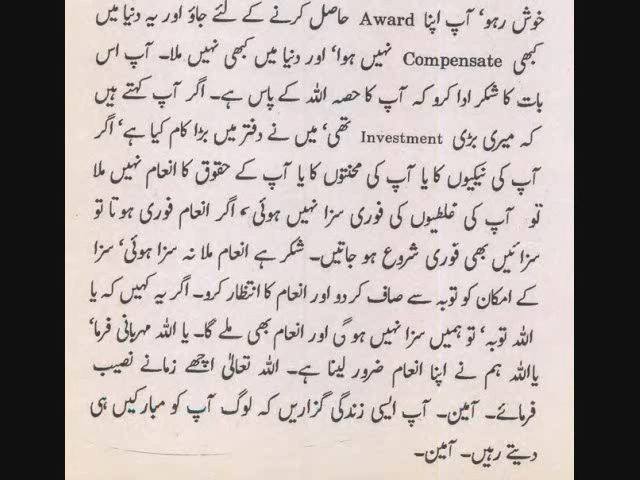 خوش رہو‘ آپ اپنا Award حاصل کرنے کے لئے جاؤ اور یہ دنیا میں
کبھی Compensate نہیں ہوا‘ اور دنیا میں کبھی نہیں ملا۔ آپ اس
بات کا شکر ادا کرو کہ آپ کا حصہ اللہ کے پاس ہے۔ اگر آپ کہتے ہیں
کہ میری بڑی Investment تھی‘ میں نے دفتر میں بڑا کام کیا ہے‘ اگر
آپ کی نیکیوں کا یا آپ کی محنتوں کا یا آپ کے حقوق کا انعام نہیں ملا
تو آپ کی غلطیوں کی فوری سزا نہیں ہوئی، اگر انعام فوری ہوتا تو
سزائیں بھی فوری شروع ہو جاتیں۔ شکر ہے انعام ملا نہ سزا ہوئی‘ سزا
کے امکان کو توبہ سے صاف کر دو اور انعام کا انتظار کرو۔ اگر یہ کہیں کہ یا
اللہ توبہ‘ تو ہمیں سزا نہیں ہو گی اور انعام بھی ملے گا۔ یا اللہ مہربانی فرما‘
یا اللہ ہم نے اپنا انعام ضرور لینا ہے۔ اللہ تعالیٰ اچھے زمانے نصیب
فرمائے۔ آمین۔ آپ ایسی زندگی گزاریں کہ لوگ آپ کو مبارکیں ہی
دیتے رہیں۔ آمین۔